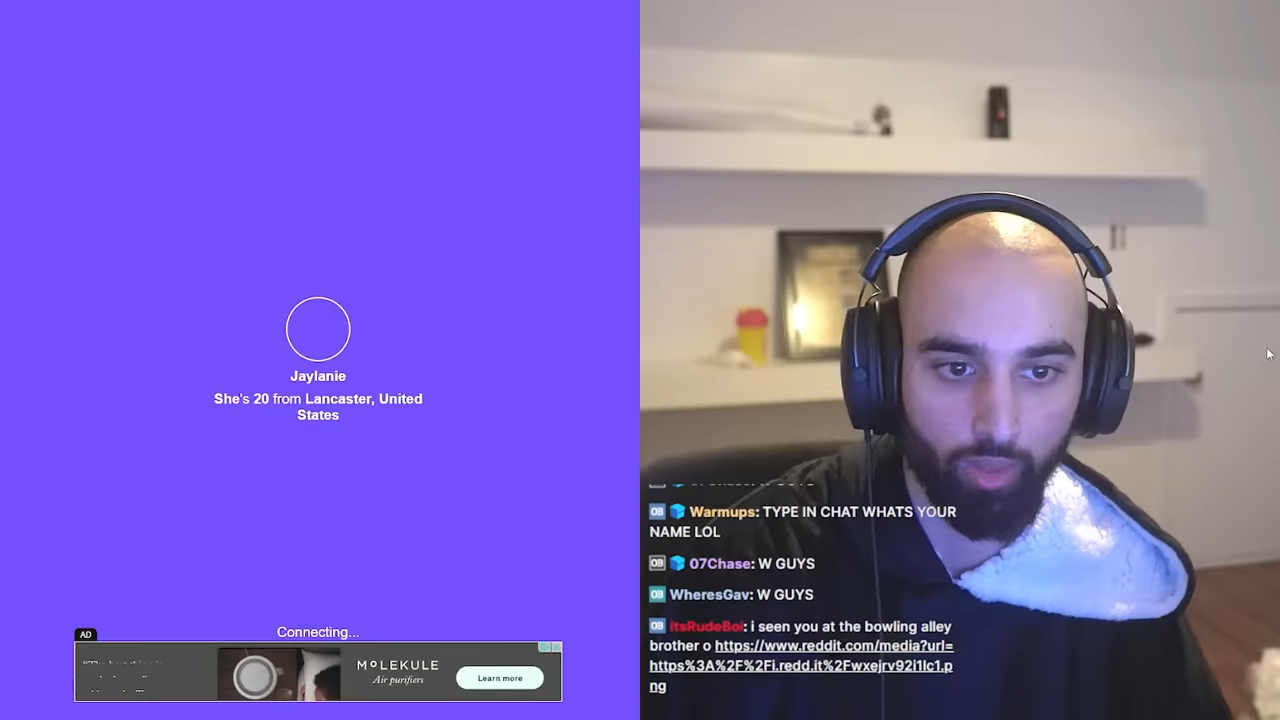 Jaylanie
She's 20 from Lancaster, United
States
Connecting...
AD
MOLEKULE
Air purifiers
Learn more
W GUYS
Warmups: TYPE IN CHAT WHATS YOUR
NAME LOL
07Chase: W GUYS
WheresGav: W GUYS
itsRudeBoi: i seen you at the bowling alley
brother o https://www.reddit.com/media?url=
https%3A%2F%2Fi.redd.it%2Fwxejrv92i1lc1.p
ng